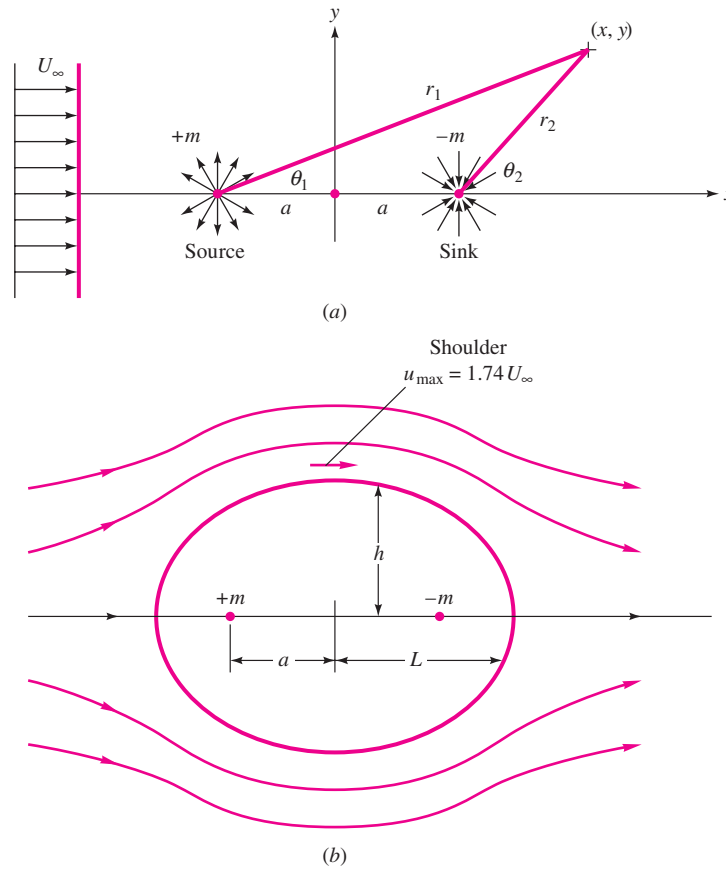 y
(x, y)
U∞
r1
r2
+m
−m
θ1
θ2
a
a
x
Source
Sink
(a)
Shoulder
umax = 1.74 U∞
h
+m
−m
a
L
(b)